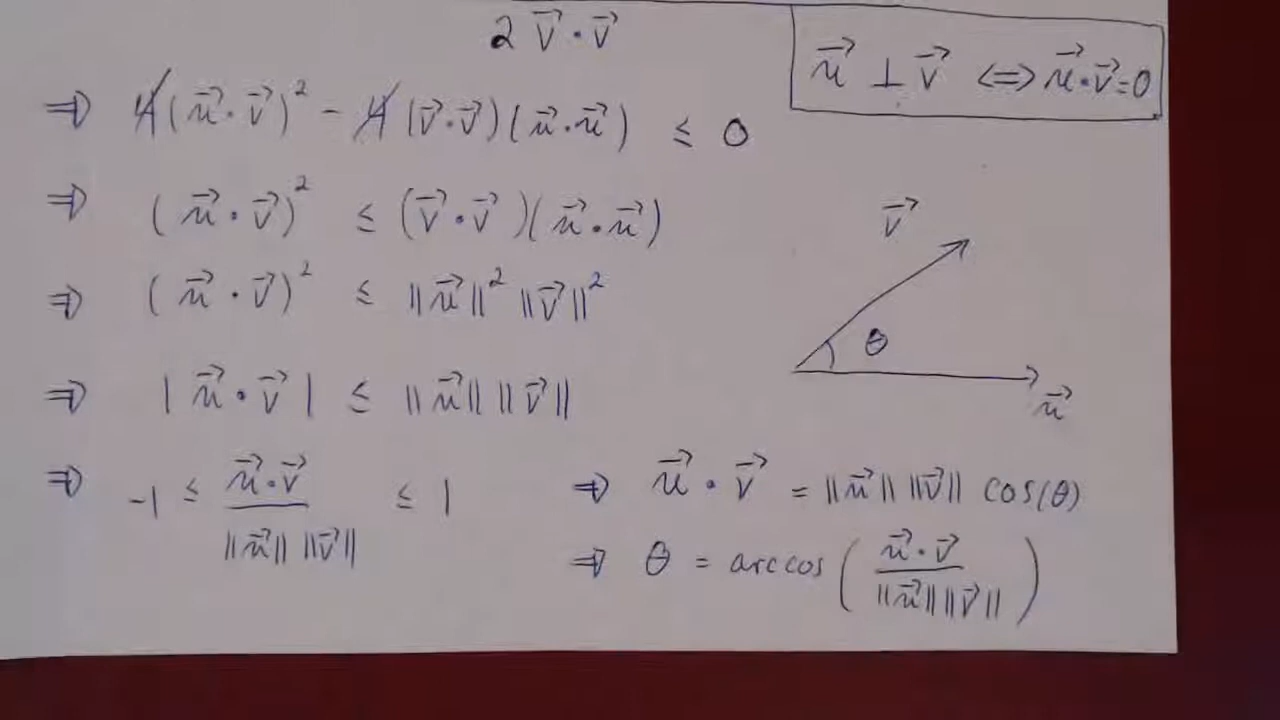 2 v⃗ · v⃗
u⃗ ⊥ v⃗ ⟺ u⃗ · v⃗ = 0
⇒ 4(u⃗ · v⃗)² − 4(v⃗ · v⃗)(u⃗ · u⃗) ≤ 0
⇒ (u⃗ · v⃗)² ≤ (v⃗ · v⃗)(u⃗ · u⃗)
⇒ (u⃗ · v⃗)² ≤ ||u⃗||² ||v⃗||²
⇒ |u⃗ · v⃗| ≤ ||u⃗|| ||v⃗||
⇒ -1 ≤ u⃗ · v⃗ / ||u⃗|| ||v⃗|| ≤ 1
v⃗
θ
u⃗
⇒ u⃗ · v⃗ = ||u⃗|| ||v⃗|| cos(θ)
⇒ θ = arccos( u⃗ · v⃗ / ||u⃗|| ||v⃗|| )